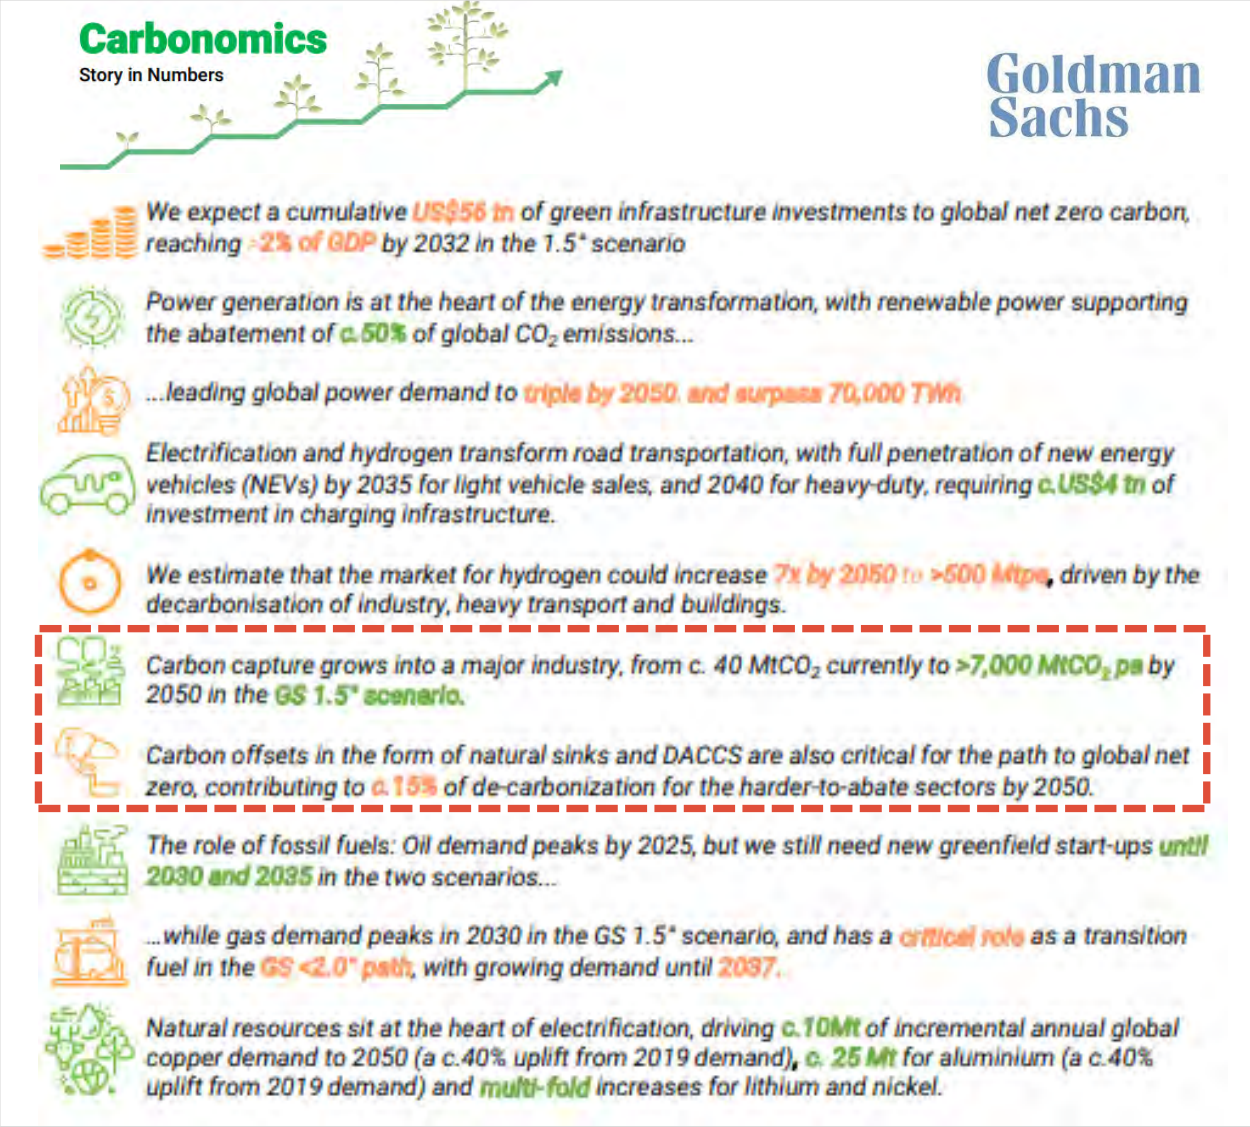 Carbonomics
Story in Numbers
Goldman
Sachs
We expect a cumulative US$56 tn of green infrastructure investments to global net zero carbon,
reaching >2% of GDP by 2032 in the 1.5° scenario
Power generation is at the heart of the energy transformation, with renewable power supporting
the abatement of c.50% of global CO₂ emissions...
...leading global power demand to triple by 2050. and surpass 70,000 TWh
Electrification and hydrogen transform road transportation, with full penetration of new energy
vehicles (NEVs) by 2035 for light vehicle sales, and 2040 for heavy-duty, requiring c.US$4 tn of
investment in charging infrastructure.
We estimate that the market for hydrogen could increase 7x by 2050 to >500 Mtpa, driven by the
decarbonisation of industry, heavy transport and buildings.
Carbon capture grows into a major industry, from c. 40 MtCO₂ currently to >7,000 MtCO₂ pa by
2050 in the GS 1.5° scenario.
Carbon offsets in the form of natural sinks and DACCS are also critical for the path to global net
zero, contributing to c.15% of de-carbonization for the harder-to-abate sectors by 2050.
The role of fossil fuels: Oil demand peaks by 2025, but we still need new greenfield start-ups until
2030 and 2035 in the two scenarios...
...while gas demand peaks in 2030 in the GS 1.5° scenario, and has a critical role as a transition
fuel in the GS <2.0° path, with growing demand until 2037.
Natural resources sit at the heart of electrification, driving c.10Mt of incremental annual global
copper demand to 2050 (a c.40% uplift from 2019 demand), c. 25 Mt for aluminium (a c.40%
uplift from 2019 demand) and multi-fold increases for lithium and nickel.